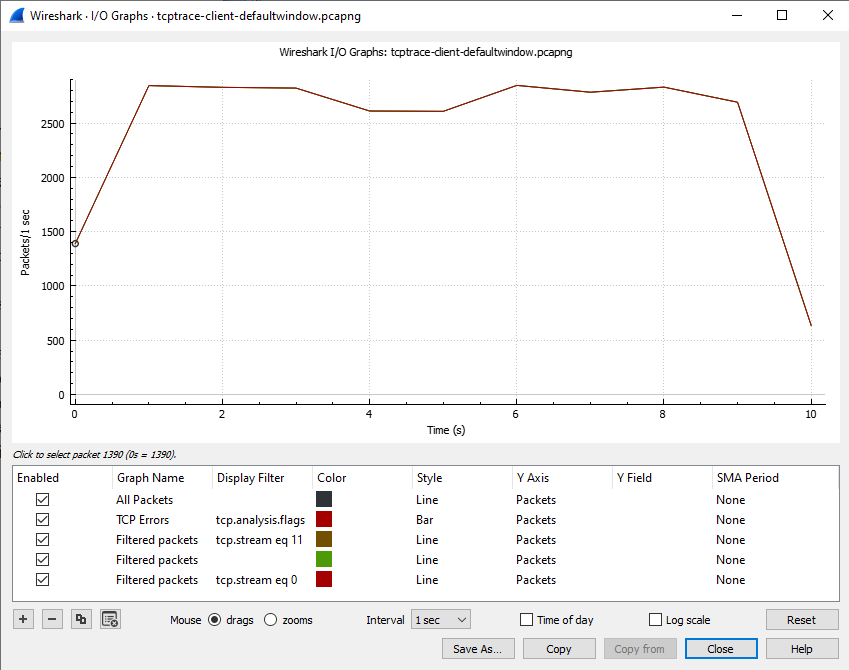 Wireshark · I/O Graphs · tcptrace-client-defaultwindow.pcapng
Wireshark I/O Graphs: tcptrace-client-defaultwindow.pcapng
2500
2000
1500
1000
500
0
Packets/1 sec
0 2 4 6 8 10
Time (s)
Click to select packet 1390 (0s = 1390).
Enabled Graph Name Display Filter Color Style Y Axis Y Field SMA Period
All Packets Line Packets None
TCP Errors tcp.analysis.flags Bar Packets None
Filtered packets tcp.stream eq 11 Line Packets None
Filtered packets Line Packets None
Filtered packets tcp.stream eq 0 Line Packets None
Mouse drags zooms Interval 1 sec Time of day Log scale Reset
Save As... Copy Copy from Close Help